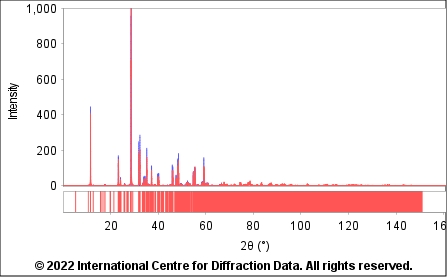 1,000
800
600
400
200
0
Intensity
20 40 60 80 100 120 140 160
2θ (°)
© 2022 International Centre for Diffraction Data. All rights reserved.